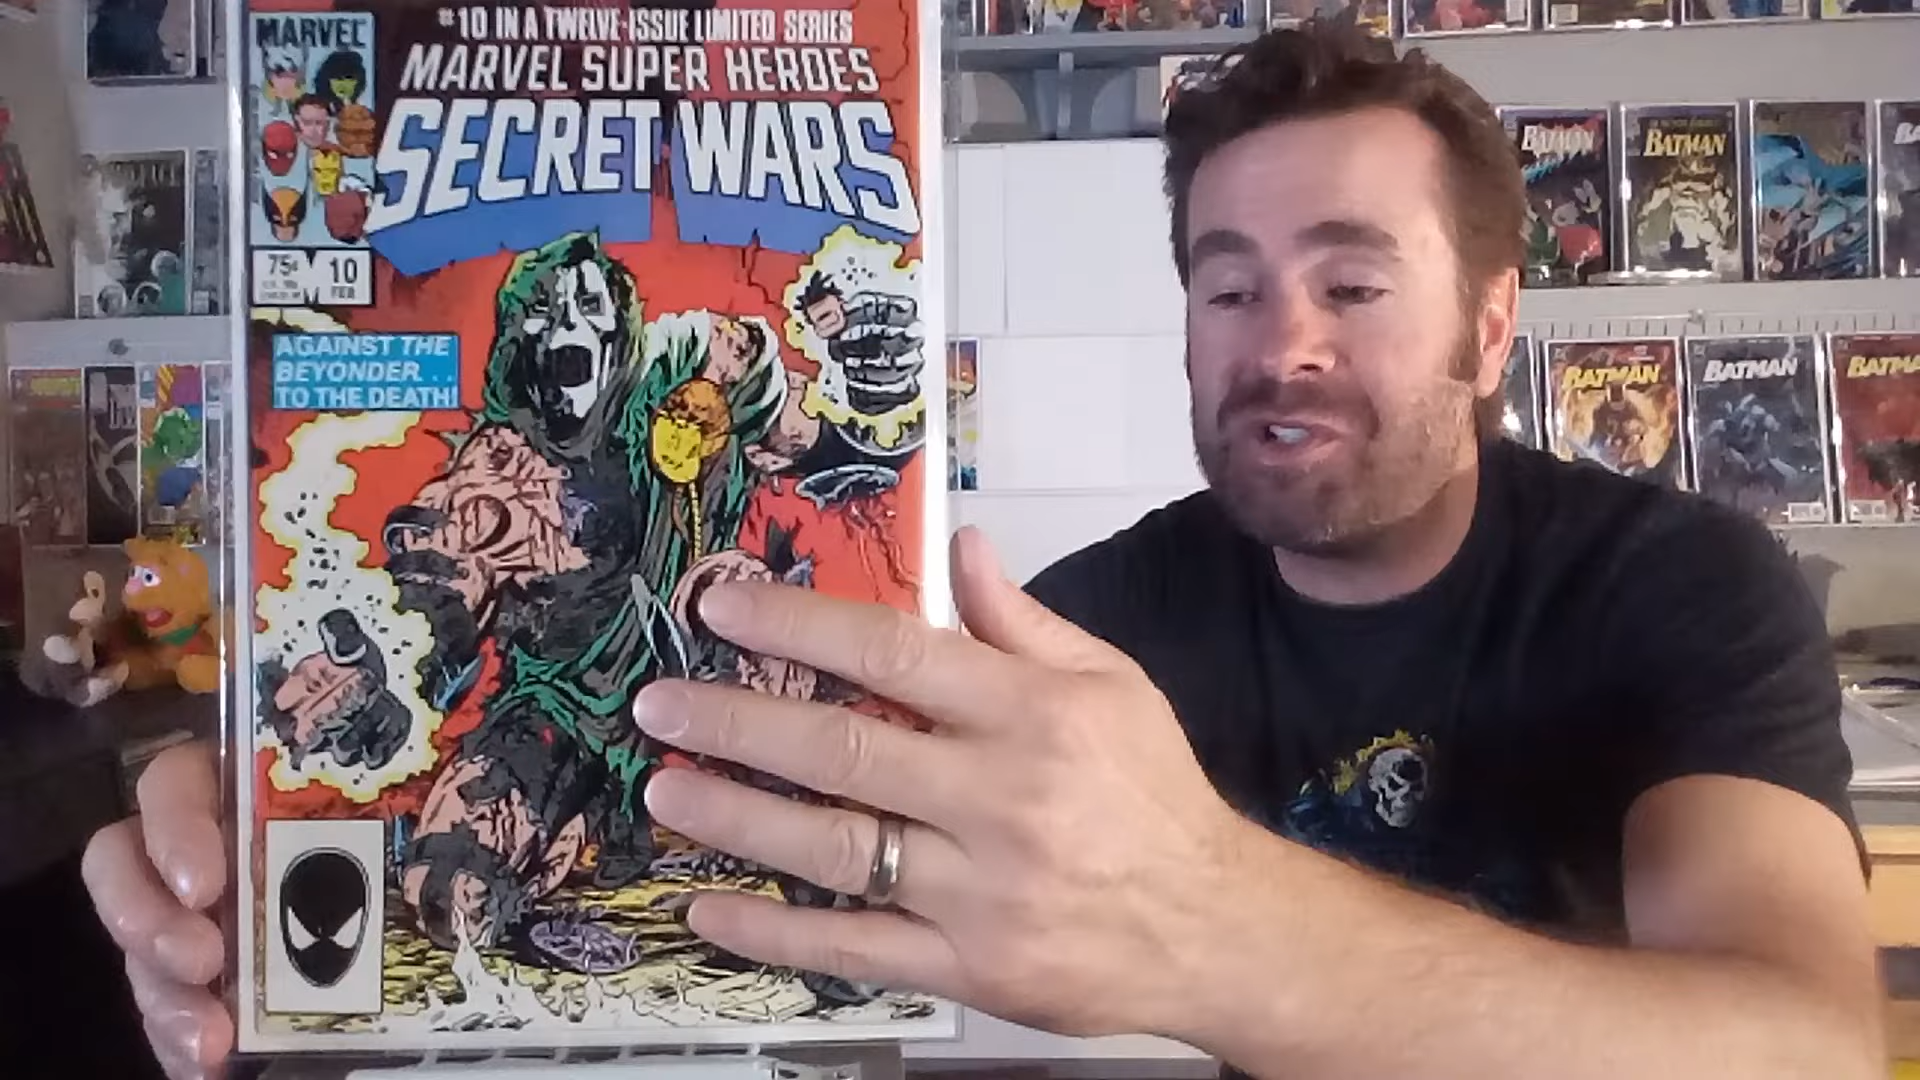 #10 IN A TWELVE-ISSUE LIMITED SERIES
MARVEL
MARVEL SUPER HEROES
SECRET WARS
75¢
10
FEB
AGAINST THE
BEYONDER...
TO THE DEATH!
BATMAN
BATMAN
BATMAN
BATMAN
BATMA